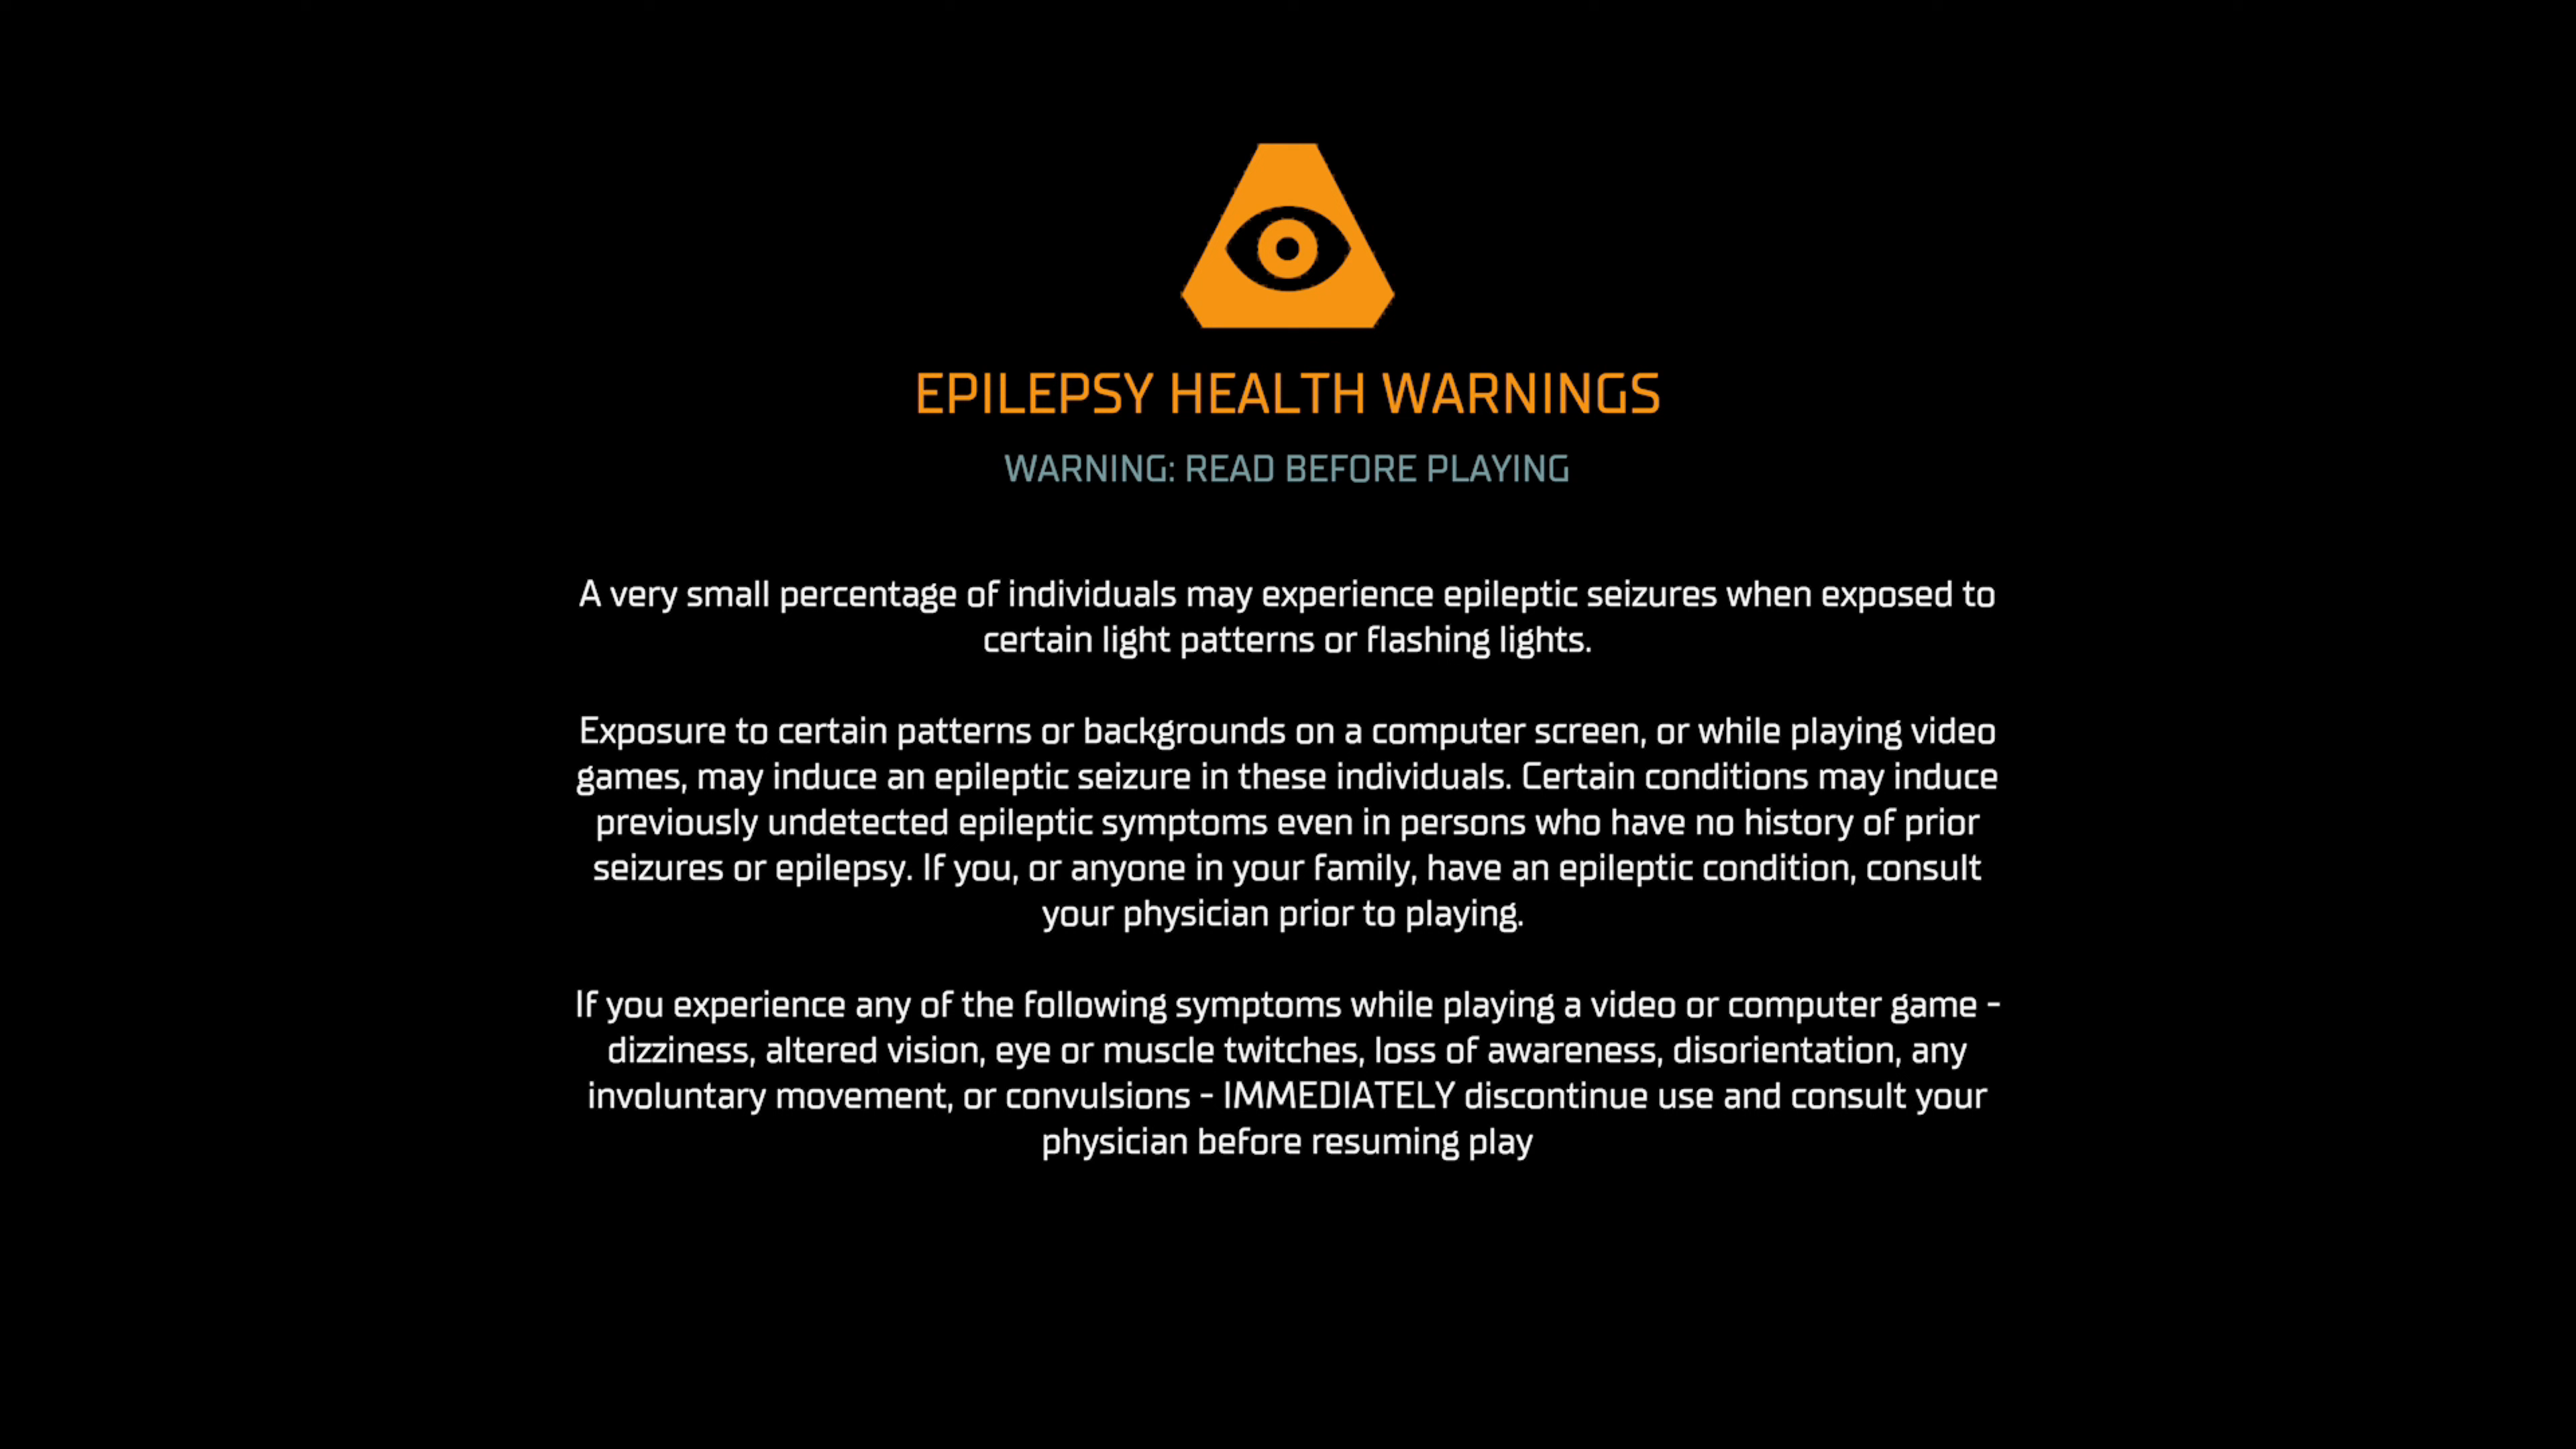 EPILEPSY HEALTH WARNINGS
WARNING: READ BEFORE PLAYING
A very small percentage of individuals may experience epileptic seizures when exposed to
certain light patterns or flashing lights.
Exposure to certain patterns or backgrounds on a computer screen, or while playing video
games, may induce an epileptic seizure in these individuals. Certain conditions may induce
previously undetected epileptic symptoms even in persons who have no history of prior
seizures or epilepsy. If you, or anyone in your family, have an epileptic condition, consult
your physician prior to playing.
If you experience any of the following symptoms while playing a video or computer game -
dizziness, altered vision, eye or muscle twitches, loss of awareness, disorientation, any
involuntary movement, or convulsions - IMMEDIATELY discontinue use and consult your
physician before resuming play